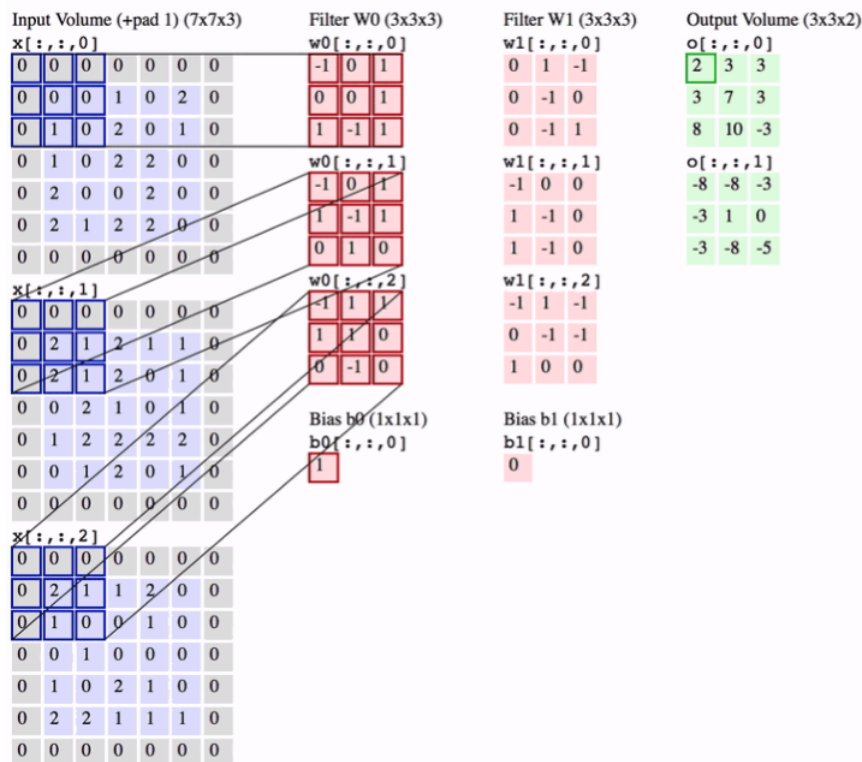 Input Volume (+pad 1) (7x7x3)
x[:,:,0]
0 0 0 0 0 0 0
0 0 0 1 0 2 0
0 1 0 2 0 1 0
0 1 0 2 2 0 0
0 2 0 0 2 0 0
0 2 1 2 2 0 0
0 0 0 0 0 0 0
x[:,:,1]
0 0 0 0 0 0 0
0 2 1 2 1 1 0
0 2 1 2 0 1 0
0 0 2 1 0 1 0
0 1 2 2 2 2 0
0 0 1 2 0 1 0
0 0 0 0 0 0 0
x[:,:,2]
0 0 0 0 0 0 0
0 2 1 1 2 0 0
0 1 0 0 1 0 0
0 0 1 0 0 0 0
0 1 0 2 1 0 0
0 2 2 1 1 1 0
0 0 0 0 0 0 0
Filter W0 (3x3x3)
w0[:,:,0]
-1 0 1
0 0 1
1 -1 1
w0[:,:,1]
-1 0 1
1 -1 1
0 1 0
w0[:,:,2]
-1 1 1
1 1 0
0 -1 0
Bias b0 (1x1x1)
b0[:,:,0]
1
Filter W1 (3x3x3)
w1[:,:,0]
0 1 -1
0 -1 0
0 -1 1
w1[:,:,1]
-1 0 0
1 -1 0
1 -1 0
w1[:,:,2]
-1 1 -1
0 -1 -1
1 0 0
Bias b1 (1x1x1)
b1[:,:,0]
0
Output Volume (3x3x2)
o[:,:,0]
2 3 3
3 7 3
8 10 -3
o[:,:,1]
-8 -8 -3
-3 1 0
-3 -8 -5